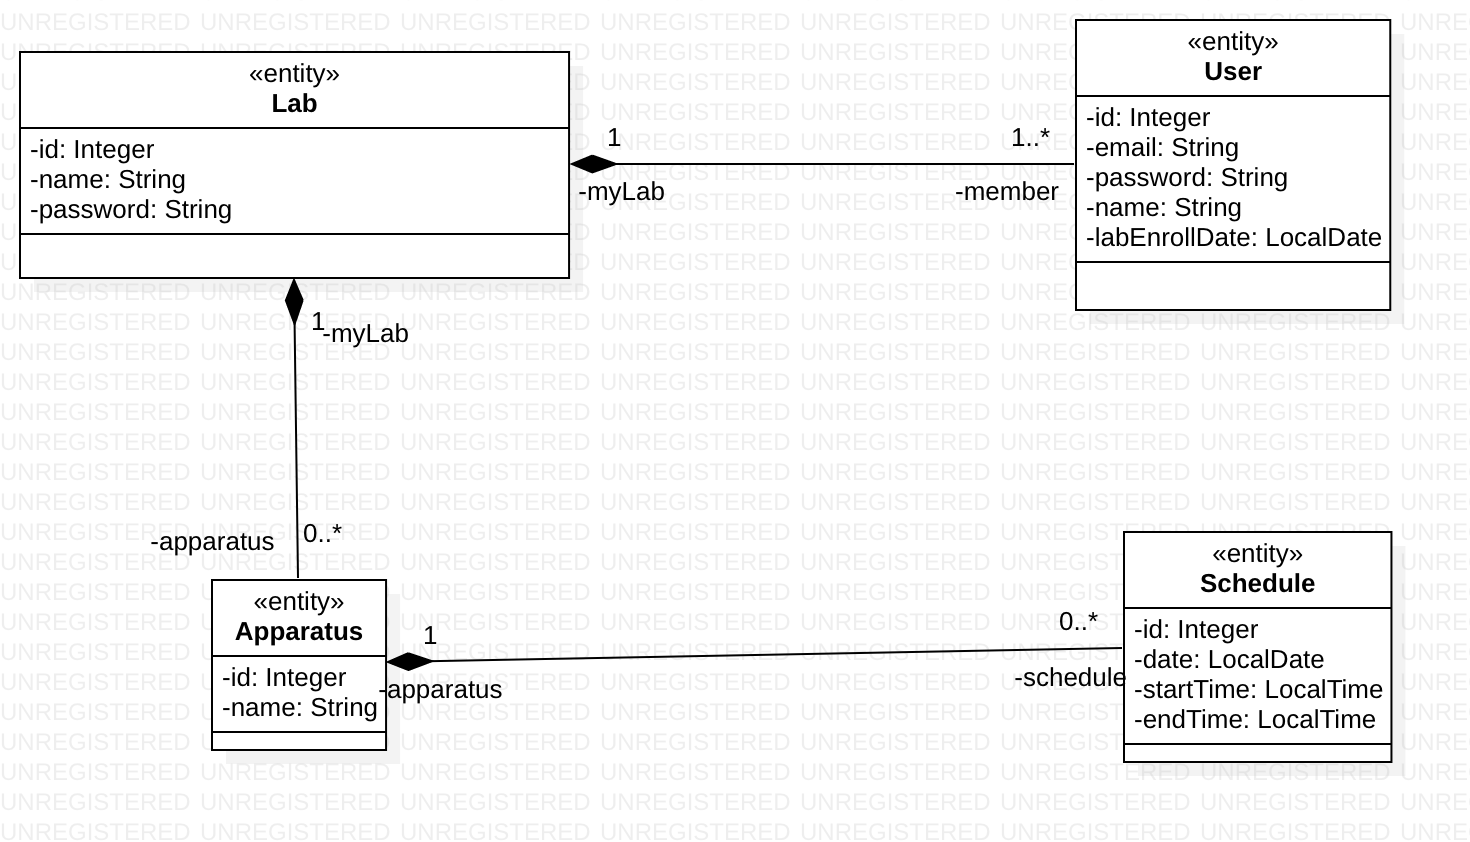 «entity»
Lab
-id: Integer
-name: String
-password: String
«entity»
User
-id: Integer
-email: String
-password: String
-name: String
-labEnrollDate: LocalDate
1
1..*
-myLab
-member
1
-myLab
-apparatus
0..*
«entity»
Apparatus
-id: Integer
-name: String
1
-apparatus
0..*
-schedule
«entity»
Schedule
-id: Integer
-date: LocalDate
-startTime: LocalTime
-endTime: LocalTime
UNREGISTERED